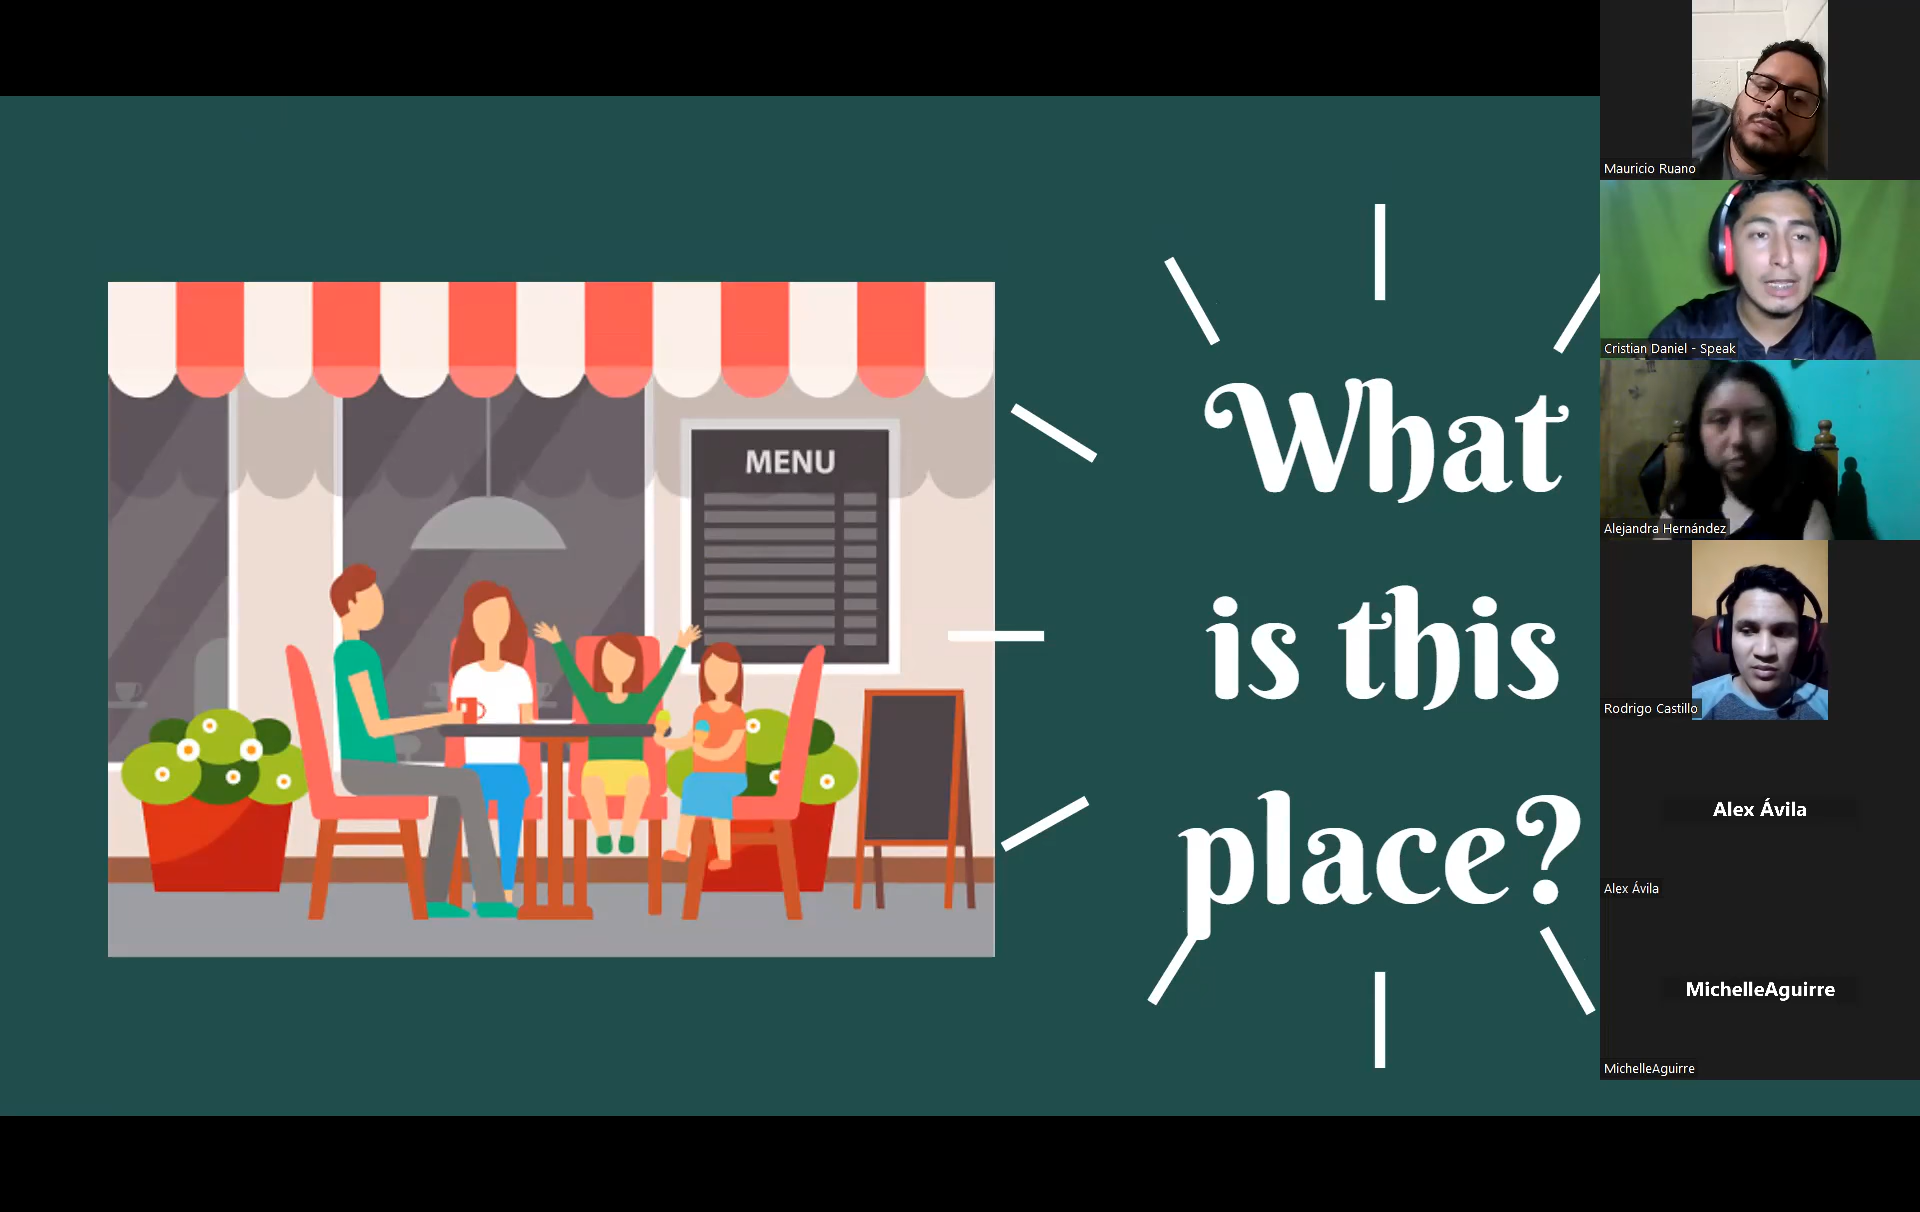 MENU
What
is this
place?
Mauricio Ruano
Cristian Daniel - Speak
Alejandra Hernández
Rodrigo Castillo
Alex Ávila
Alex Ávila
MichelleAguirre
MichelleAguirre